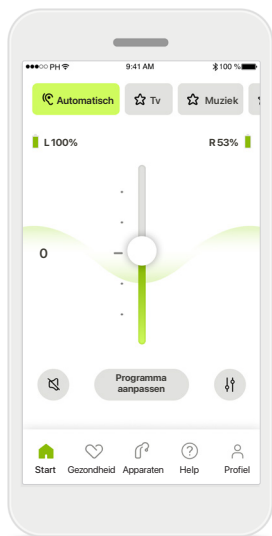 PH 9:41 AM 100 %
Automatisch Tv Muziek
L 100% R 53%
0
Programma
aanpassen
Start Gezondheid Apparaten Help Profiel